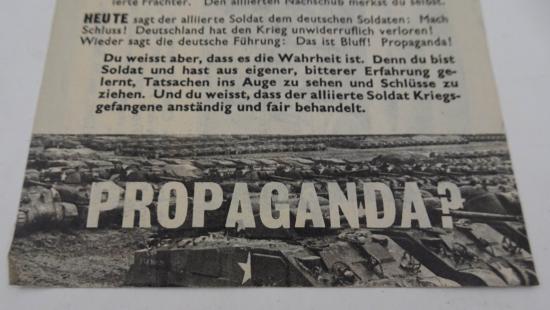 ierte Frachter. Den alliierten Nachschub merkst du selbst.
HEUTE sagt der alliierte Soldat dem deutschen Soldaten: Mach
Schluss! Deutschland hat den Krieg unwiderruflich verloren!
Wieder sagt die deutsche Führung: Das ist Bluff! Propaganda!
Du weisst aber, dass es die Wahrheit ist. Denn du bist
Soldat und hast aus eigener, bitterer Erfahrung ge-
lernt, Tatsachen ins Auge zu sehen und Schlüsse zu
ziehen. Und du weisst, dass der alliierte Soldat Kriegs-
gefangene anständig und fair behandelt.
PROPAGANDA?